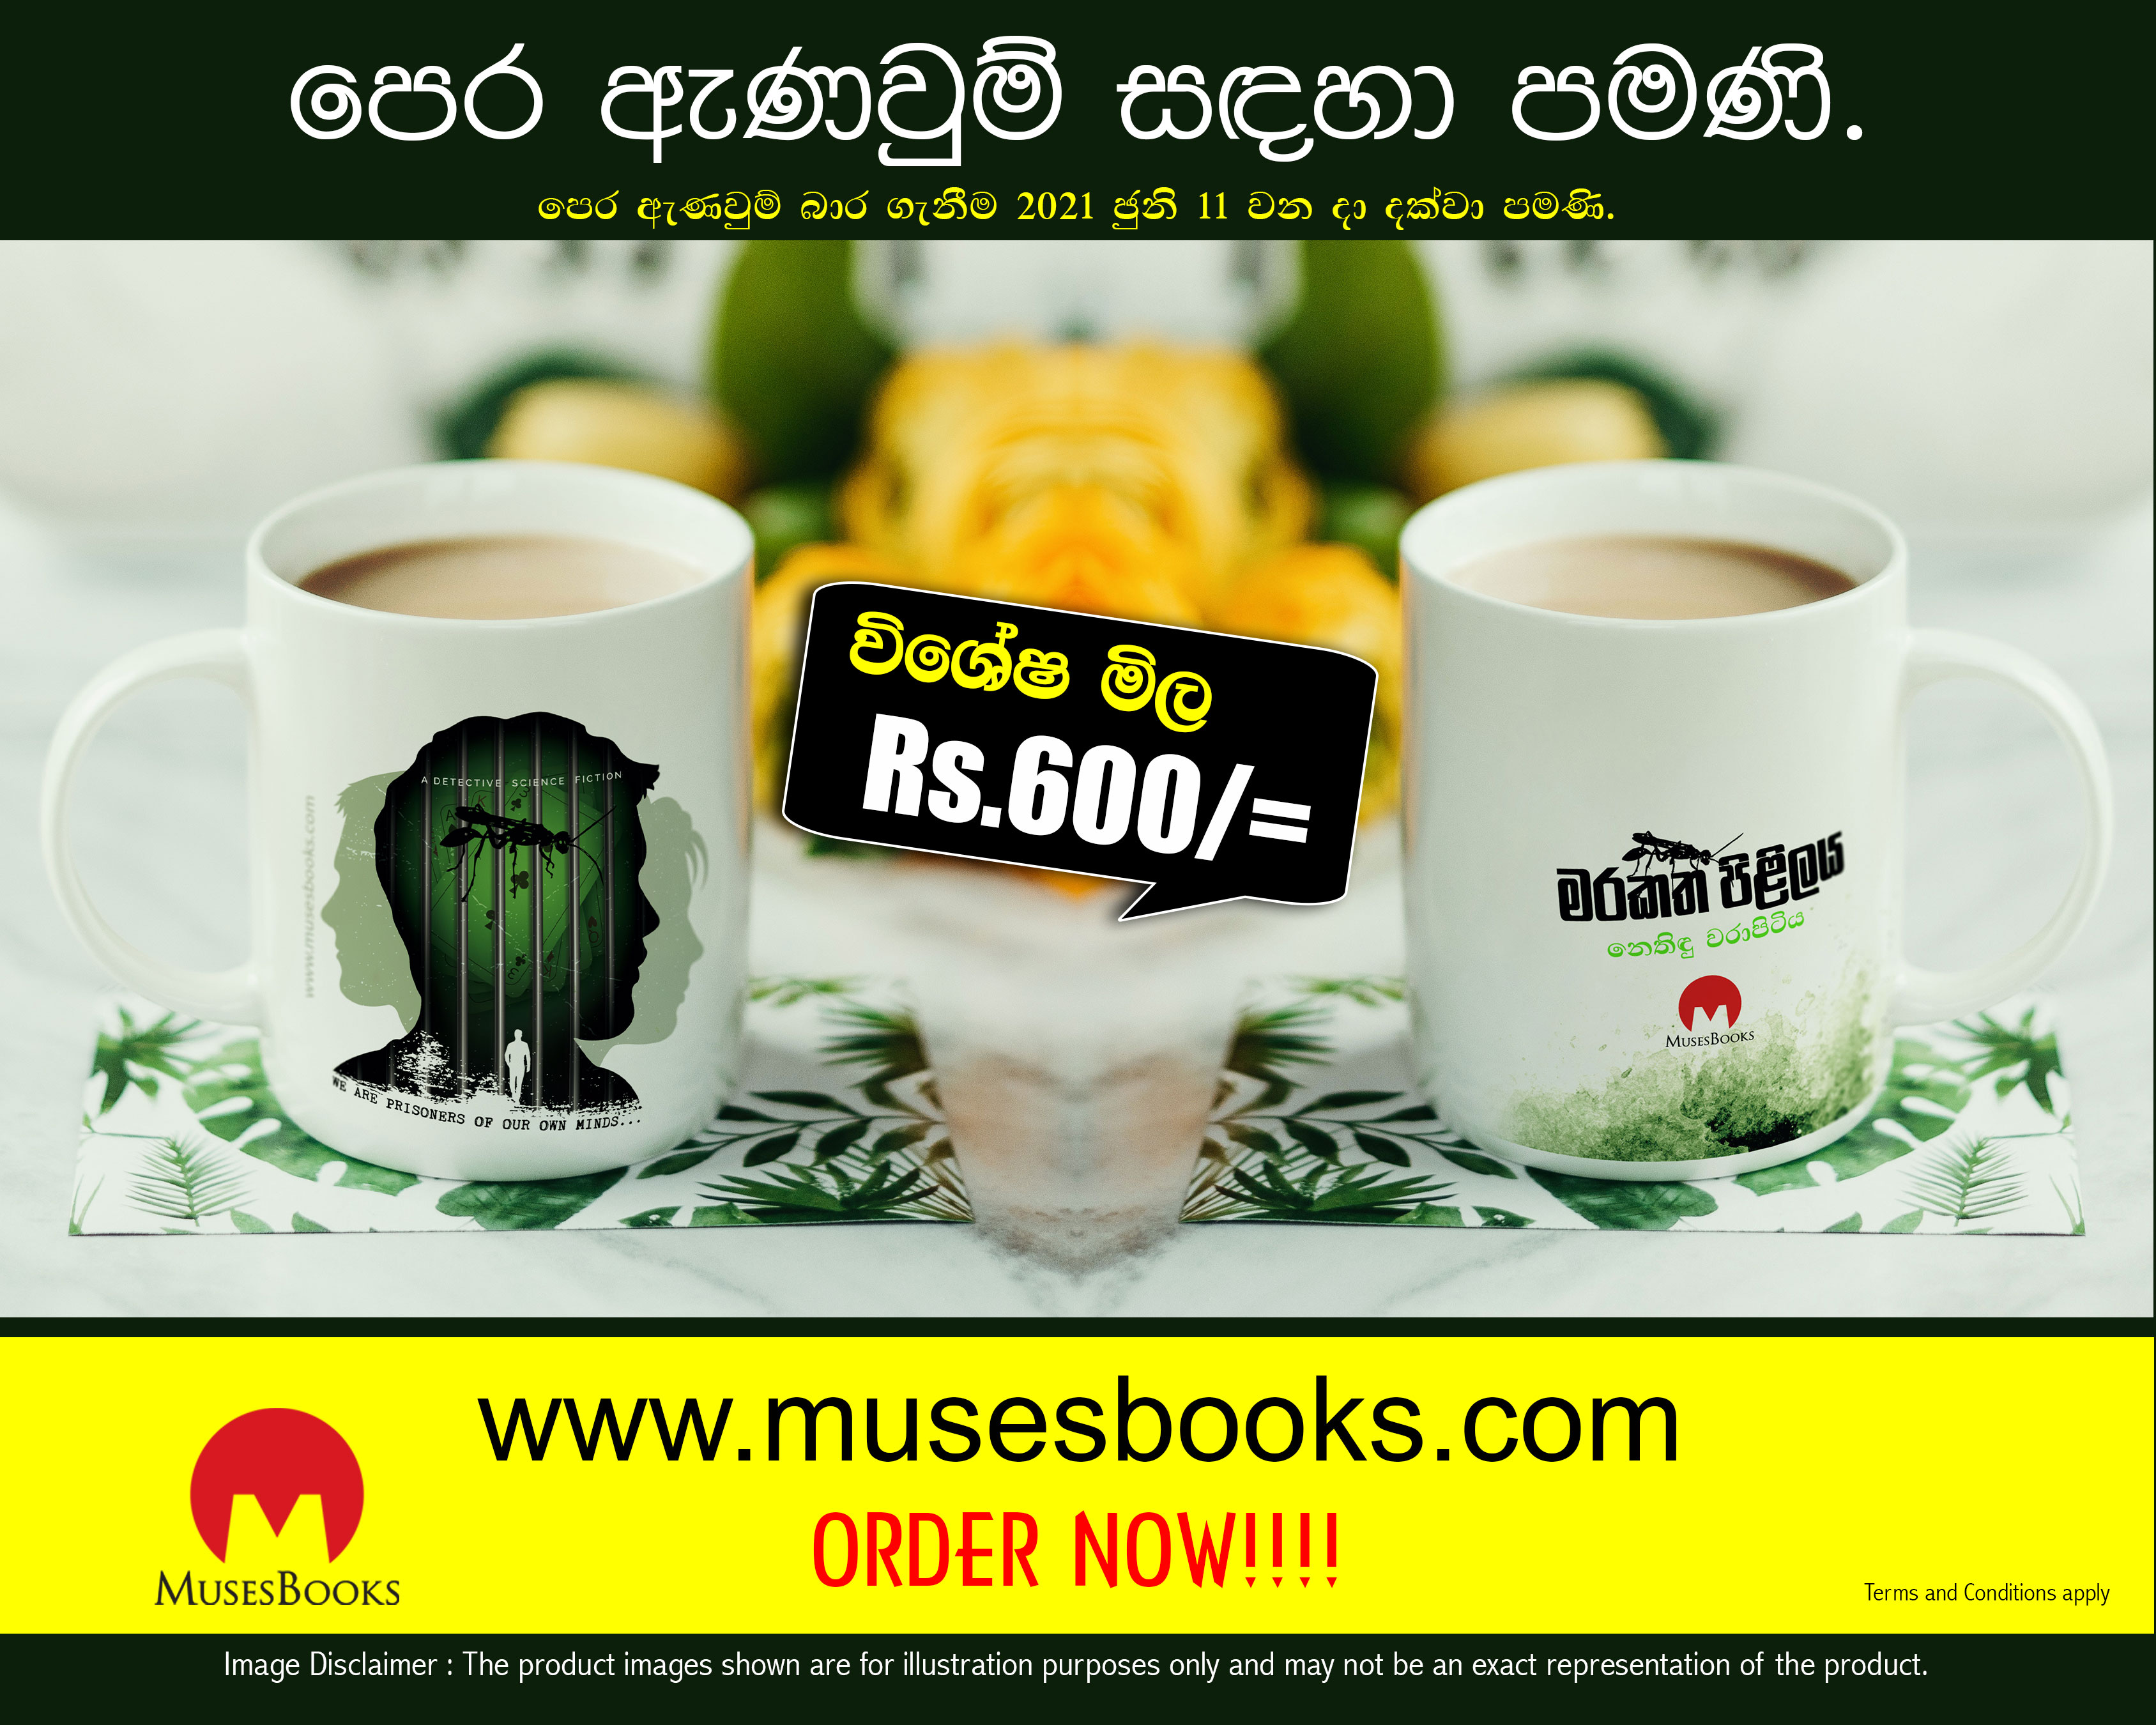 පෙර ඇණවුම් සඳහා පමණි.
පෙර ඇණවුම් බාර ගැනීම 2021 ජුනි 11 වන දා දක්වා පමණි.
විශේෂ මිල
Rs.600/=
www.musesbooks.com
A DETECTIVE SCIENCE FICTION
WE ARE PRISONERS OF OUR OWN MINDS...
මරකත පිළිලය
නෙතිඳු වරාපිටිය
MUSESBOOKS
www.musesbooks.com
ORDER NOW!!!!
MUSESBOOKS
Terms and Conditions apply
Image Disclaimer : The product images shown are for illustration purposes only and may not be an exact representation of the product.